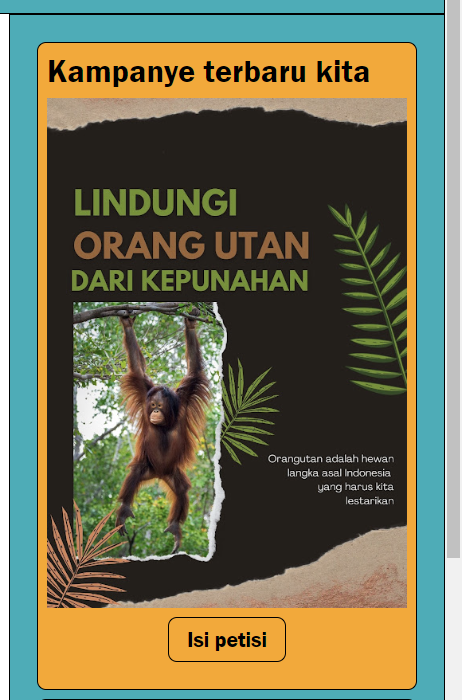 Kampanye terbaru kita
LINDUNGI
ORANG UTAN
DARI KEPUNAHAN
Orangutan adalah hewan
langka asal Indonesia
yang harus kita
lestarikan
Isi petisi